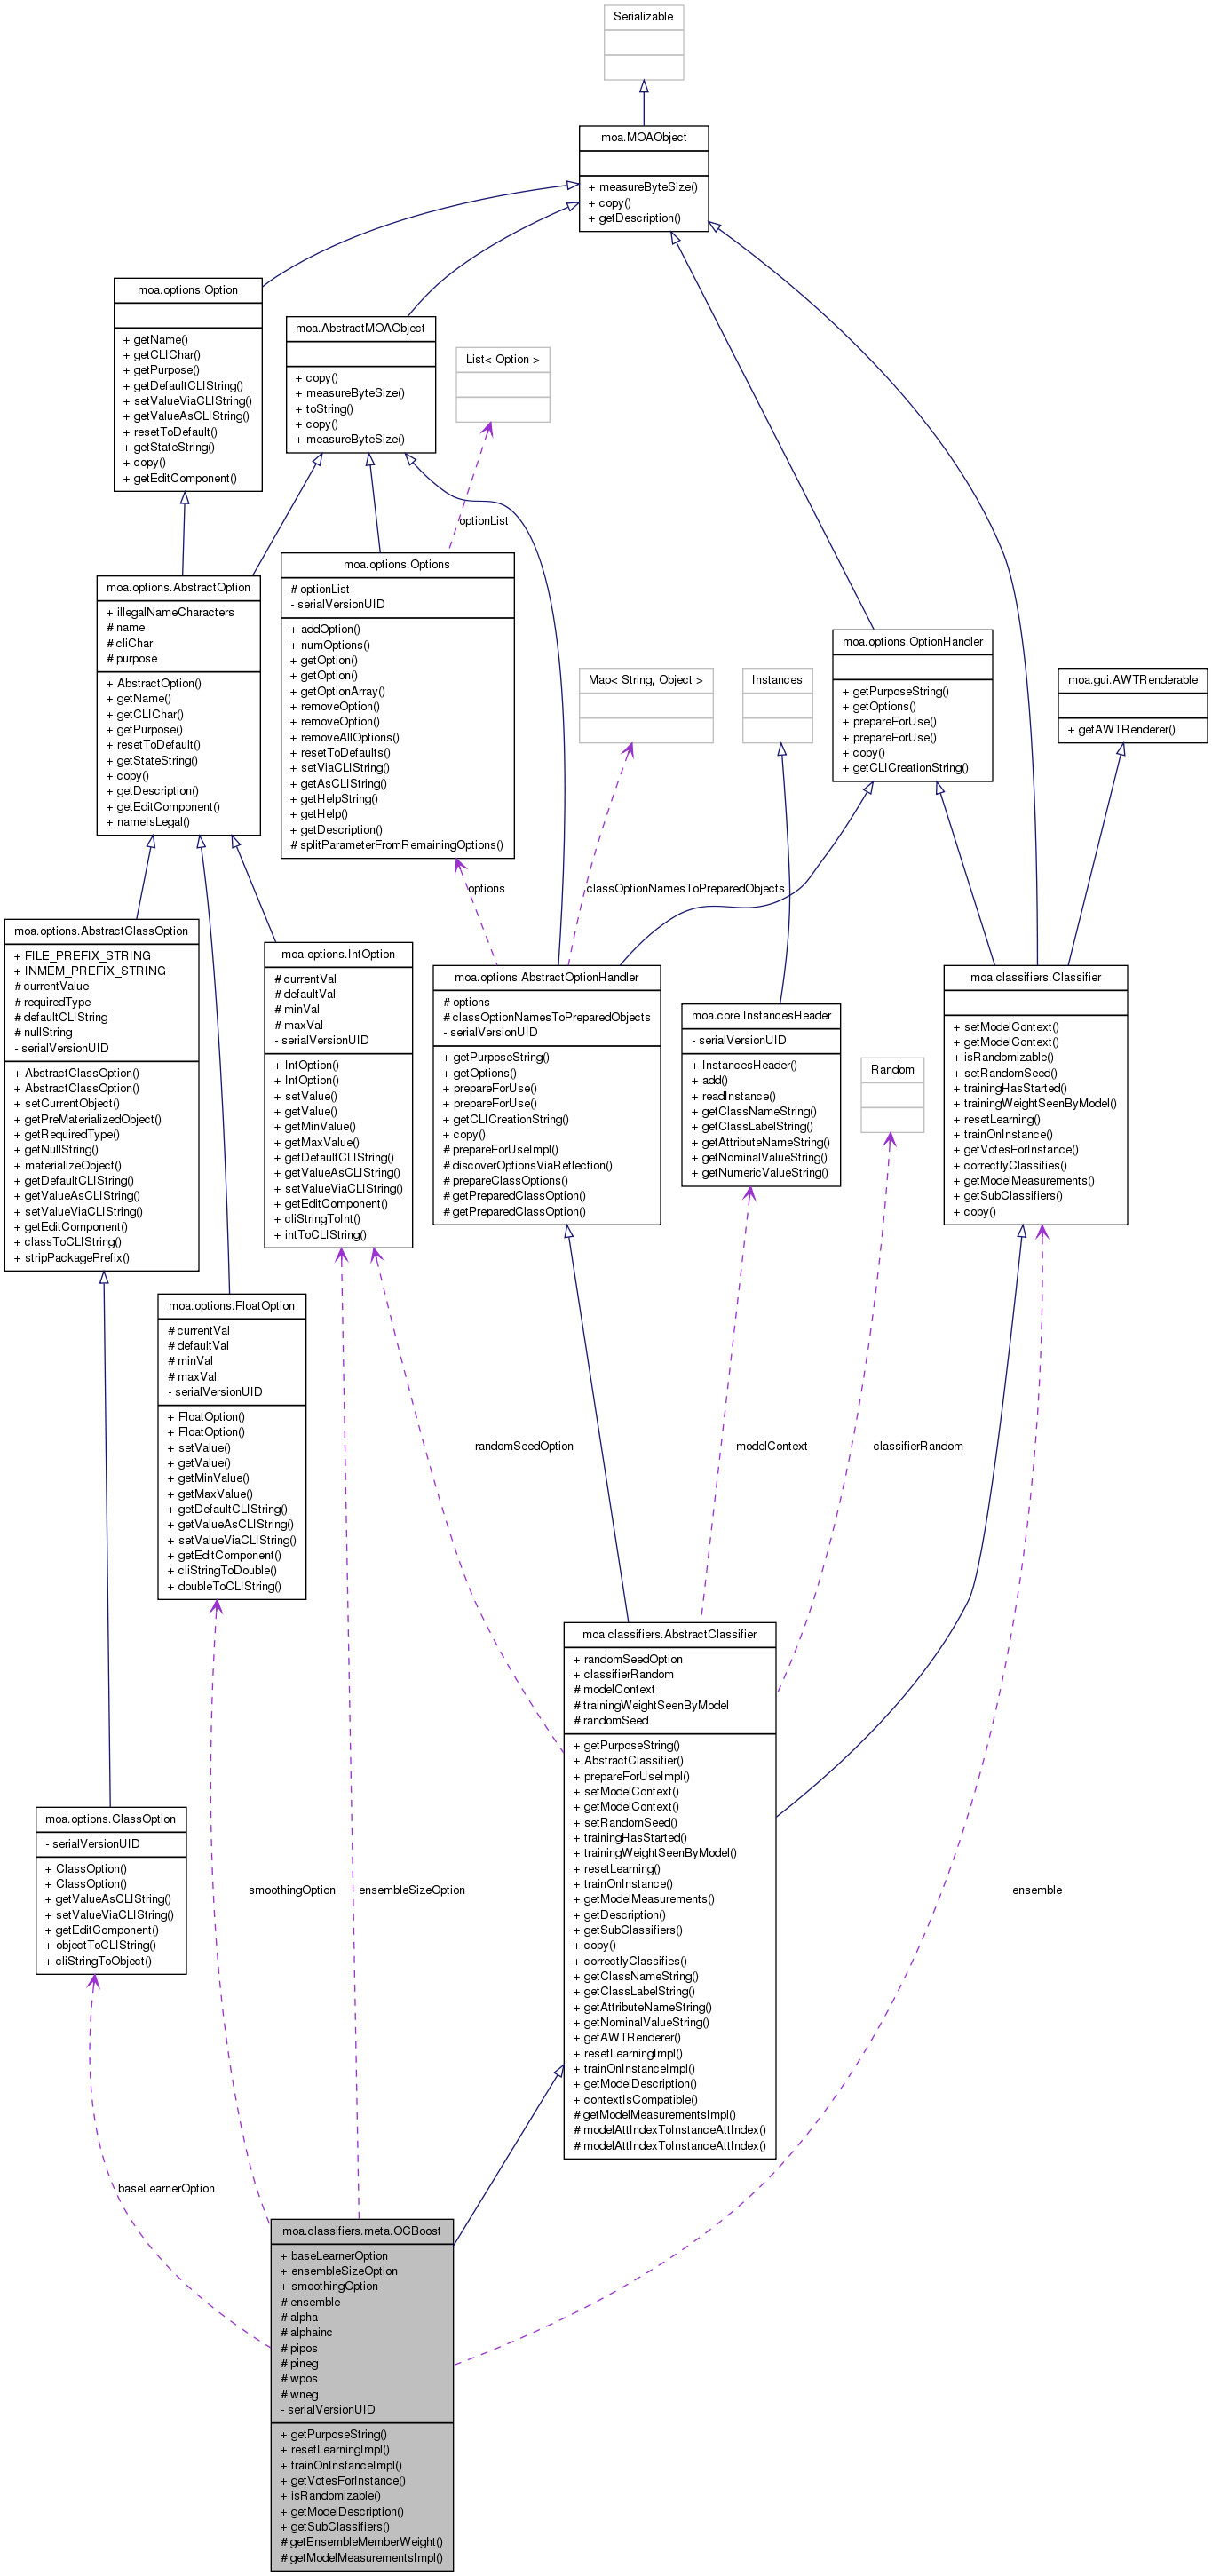 Serializable
moa.MOAObject
+ measureByteSize()
+ copy()
+ getDescription()
moa.options.Option
+ getName()
+ getCLIChar()
+ getPurpose()
+ getDefaultCLIString()
+ setValueViaCLIString()
+ getValueAsCLIString()
+ resetToDefault()
+ getStateString()
+ copy()
+ getEditComponent()
moa.AbstractMOAObject
+ copy()
+ measureByteSize()
+ toString()
+ copy()
+ measureByteSize()
List< Option >
optionList
moa.options.Options
# optionList
- serialVersionUID
+ addOption()
+ numOptions()
+ getOption()
+ getOption()
+ getOptionArray()
+ removeOption()
+ removeOption()
+ removeAllOptions()
+ resetToDefaults()
+ setViaCLIString()
+ getAsCLIString()
+ getHelpString()
+ getHelp()
+ getDescription()
# splitParameterFromRemainingOptions()
moa.options.AbstractOption
+ illegalNameCharacters
# name
# cliChar
# purpose
+ AbstractOption()
+ getName()
+ getCLIChar()
+ getPurpose()
+ resetToDefault()
+ getStateString()
+ copy()
+ getDescription()
+ getEditComponent()
+ nameIsLegal()
moa.options.OptionHandler
+ getPurposeString()
+ getOptions()
+ prepareForUse()
+ prepareForUse()
+ copy()
+ getCLICreationString()
Map< String, Object >
Instances
moa.gui.AWTRenderable
+ getAWTRenderer()
options
classOptionNamesToPreparedObjects
moa.options.AbstractClassOption
+ FILE_PREFIX_STRING
+ INMEM_PREFIX_STRING
# currentValue
# requiredType
# defaultCLIString
# nullString
- serialVersionUID
+ AbstractClassOption()
+ AbstractClassOption()
+ setCurrentObject()
+ getPreMaterializedObject()
+ getRequiredType()
+ getNullString()
+ materializeObject()
+ getDefaultCLIString()
+ getValueAsCLIString()
+ setValueViaCLIString()
+ getEditComponent()
+ classToCLIString()
+ stripPackagePrefix()
moa.options.IntOption
# currentVal
# defaultVal
# minVal
# maxVal
- serialVersionUID
+ IntOption()
+ IntOption()
+ setValue()
+ getValue()
+ getMinValue()
+ getMaxValue()
+ getDefaultCLIString()
+ getValueAsCLIString()
+ setValueViaCLIString()
+ getEditComponent()
+ cliStringToInt()
+ intToCLIString()
moa.options.AbstractOptionHandler
# options
# classOptionNamesToPreparedObjects
- serialVersionUID
+ getPurposeString()
+ getOptions()
+ prepareForUse()
+ prepareForUse()
+ getCLICreationString()
+ copy()
# prepareForUseImpl()
# discoverOptionsViaReflection()
# prepareClassOptions()
# getPreparedClassOption()
# getPreparedClassOption()
moa.core.InstancesHeader
- serialVersionUID
+ InstancesHeader()
+ add()
+ readInstance()
+ getClassNameString()
+ getClassLabelString()
+ getAttributeNameString()
+ getNominalValueString()
+ getNumericValueString()
Random
moa.classifiers.Classifier
+ setModelContext()
+ getModelContext()
+ isRandomizable()
+ setRandomSeed()
+ trainingHasStarted()
+ trainingWeightSeenByModel()
+ resetLearning()
+ trainOnInstance()
+ getVotesForInstance()
+ correctlyClassifies()
+ getModelMeasurements()
+ getSubClassifiers()
+ copy()
moa.options.FloatOption
# currentVal
# defaultVal
# minVal
# maxVal
- serialVersionUID
+ FloatOption()
+ FloatOption()
+ setValue()
+ getValue()
+ getMinValue()
+ getMaxValue()
+ getDefaultCLIString()
+ getValueAsCLIString()
+ setValueViaCLIString()
+ getEditComponent()
+ cliStringToDouble()
+ doubleToCLIString()
randomSeedOption
modelContext
classifierRandom
moa.classifiers.AbstractClassifier
+ randomSeedOption
+ classifierRandom
# modelContext
# trainingWeightSeenByModel
# randomSeed
+ getPurposeString()
+ AbstractClassifier()
+ prepareForUseImpl()
+ setModelContext()
+ getModelContext()
+ setRandomSeed()
+ trainingHasStarted()
+ trainingWeightSeenByModel()
+ resetLearning()
+ trainOnInstance()
+ getModelMeasurements()
+ getDescription()
+ getSubClassifiers()
+ copy()
+ correctlyClassifies()
+ getClassNameString()
+ getClassLabelString()
+ getAttributeNameString()
+ getNominalValueString()
+ getAWTRenderer()
+ resetLearningImpl()
+ trainOnInstanceImpl()
+ getModelDescription()
+ contextIsCompatible()
# getModelMeasurementsImpl()
# modelAttIndexToInstanceAttIndex()
# modelAttIndexToInstanceAttIndex()
moa.options.ClassOption
- serialVersionUID
+ ClassOption()
+ ClassOption()
+ getValueAsCLIString()
+ setValueViaCLIString()
+ getEditComponent()
+ objectToCLIString()
+ cliStringToObject()
smoothingOption
ensembleSizeOption
ensemble
baseLearnerOption
moa.classifiers.meta.OCBoost
+ baseLearnerOption
+ ensembleSizeOption
+ smoothingOption
# ensemble
# alpha
# alphainc
# pipos
# pineg
# wpos
# wneg
- serialVersionUID
+ getPurposeString()
+ resetLearningImpl()
+ trainOnInstanceImpl()
+ getVotesForInstance()
+ isRandomizable()
+ getModelDescription()
+ getSubClassifiers()
# getEnsembleMemberWeight()
# getModelMeasurementsImpl()